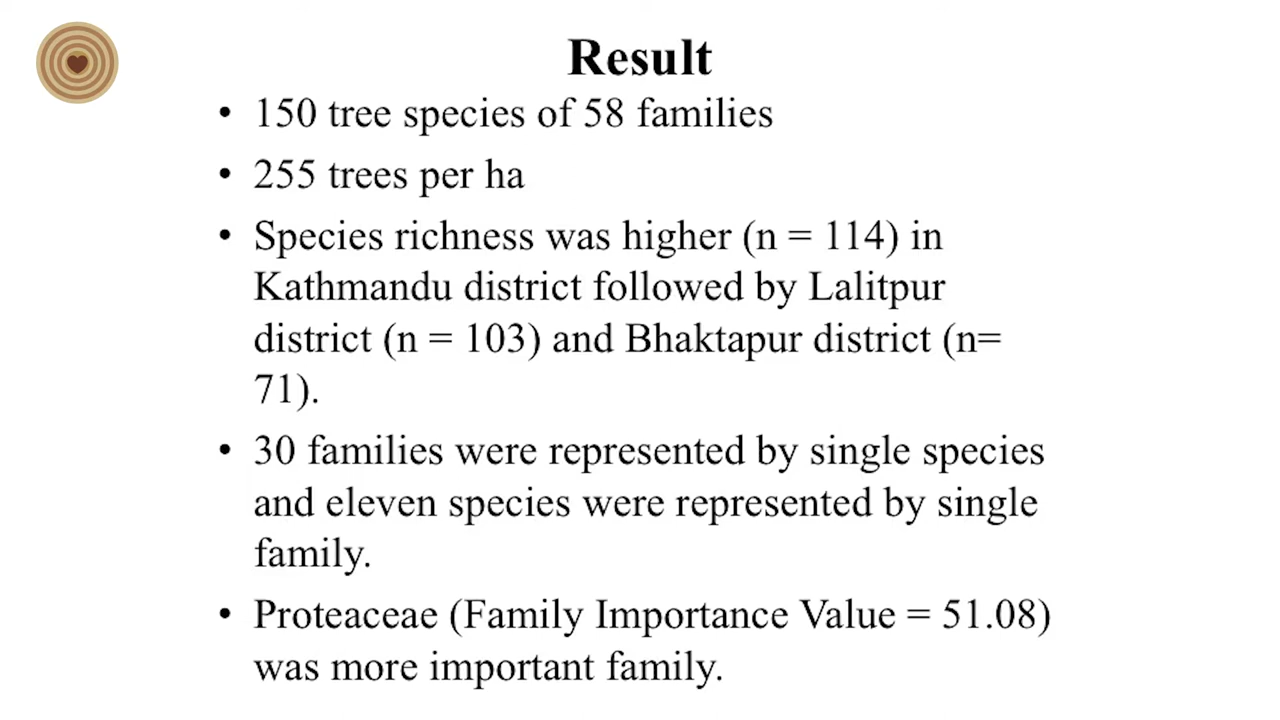 Result
• 150 tree species of 58 families
• 255 trees per ha
• Species richness was higher (n = 114) in
Kathmandu district followed by Lalitpur
district (n = 103) and Bhaktapur district (n=
71).
• 30 families were represented by single species
and eleven species were represented by single
family.
• Proteaceae (Family Importance Value = 51.08)
was more important family.